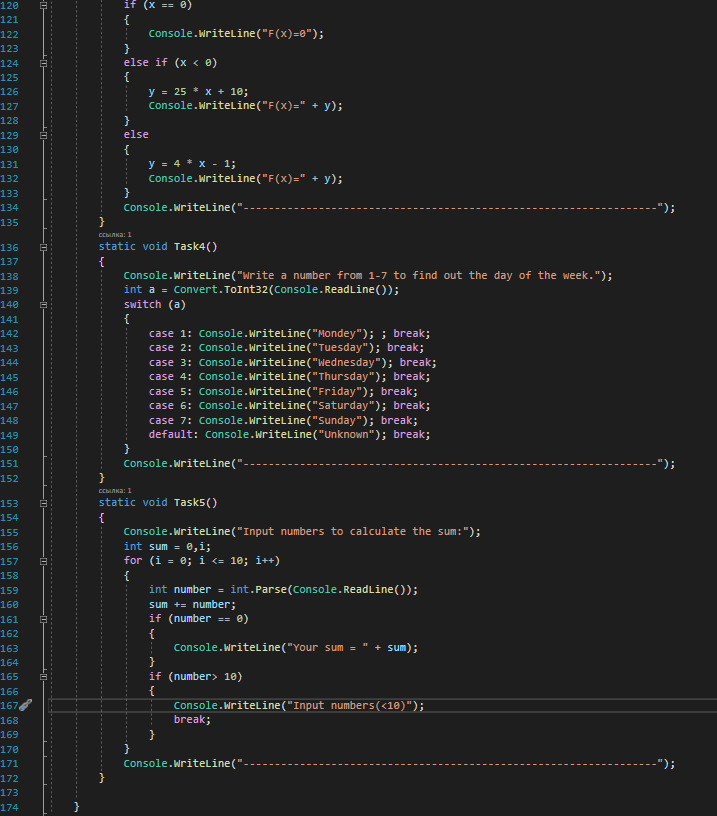 120 if (x == 0)
121 {
122 Console.WriteLine("F(x)=0");
123 }
124 else if (x < 0)
125 {
126 y = 25 * x + 10;
127 Console.WriteLine("F(x)=" + y);
128 }
129 else
130 {
131 y = 4 * x - 1;
132 Console.WriteLine("F(x)=" + y);
133 }
134 Console.WriteLine("------------------------------------------------------------------");
135 }
ссылка: 1
136 static void Task4()
137 {
138 Console.WriteLine("Write a number from 1-7 to find out the day of the week.");
139 int a = Convert.ToInt32(Console.ReadLine());
140 switch (a)
141 {
142 case 1: Console.WriteLine("Mondey"); ; break;
143 case 2: Console.WriteLine("Tuesday"); break;
144 case 3: Console.WriteLine("Wednesday"); break;
145 case 4: Console.WriteLine("Thursday"); break;
146 case 5: Console.WriteLine("Friday"); break;
147 case 6: Console.WriteLine("Saturday"); break;
148 case 7: Console.WriteLine("Sunday"); break;
149 default: Console.WriteLine("Unknown"); break;
150 }
151 Console.WriteLine("------------------------------------------------------------------");
152 }
ссылка: 1
153 static void Task5()
154 {
155 Console.WriteLine("Input numbers to calculate the sum:");
156 int sum = 0,i;
157 for (i = 0; i <= 10; i++)
158 {
159 int number = int.Parse(Console.ReadLine());
160 sum += number;
161 if (number == 0)
162 {
163 Console.WriteLine("Your sum = " + sum);
164 }
165 if (number> 10)
166 {
167 Console.WriteLine("Input numbers(<10)");
168 break;
169 }
170 }
171 Console.WriteLine("------------------------------------------------------------------");
172 }
173
174 }